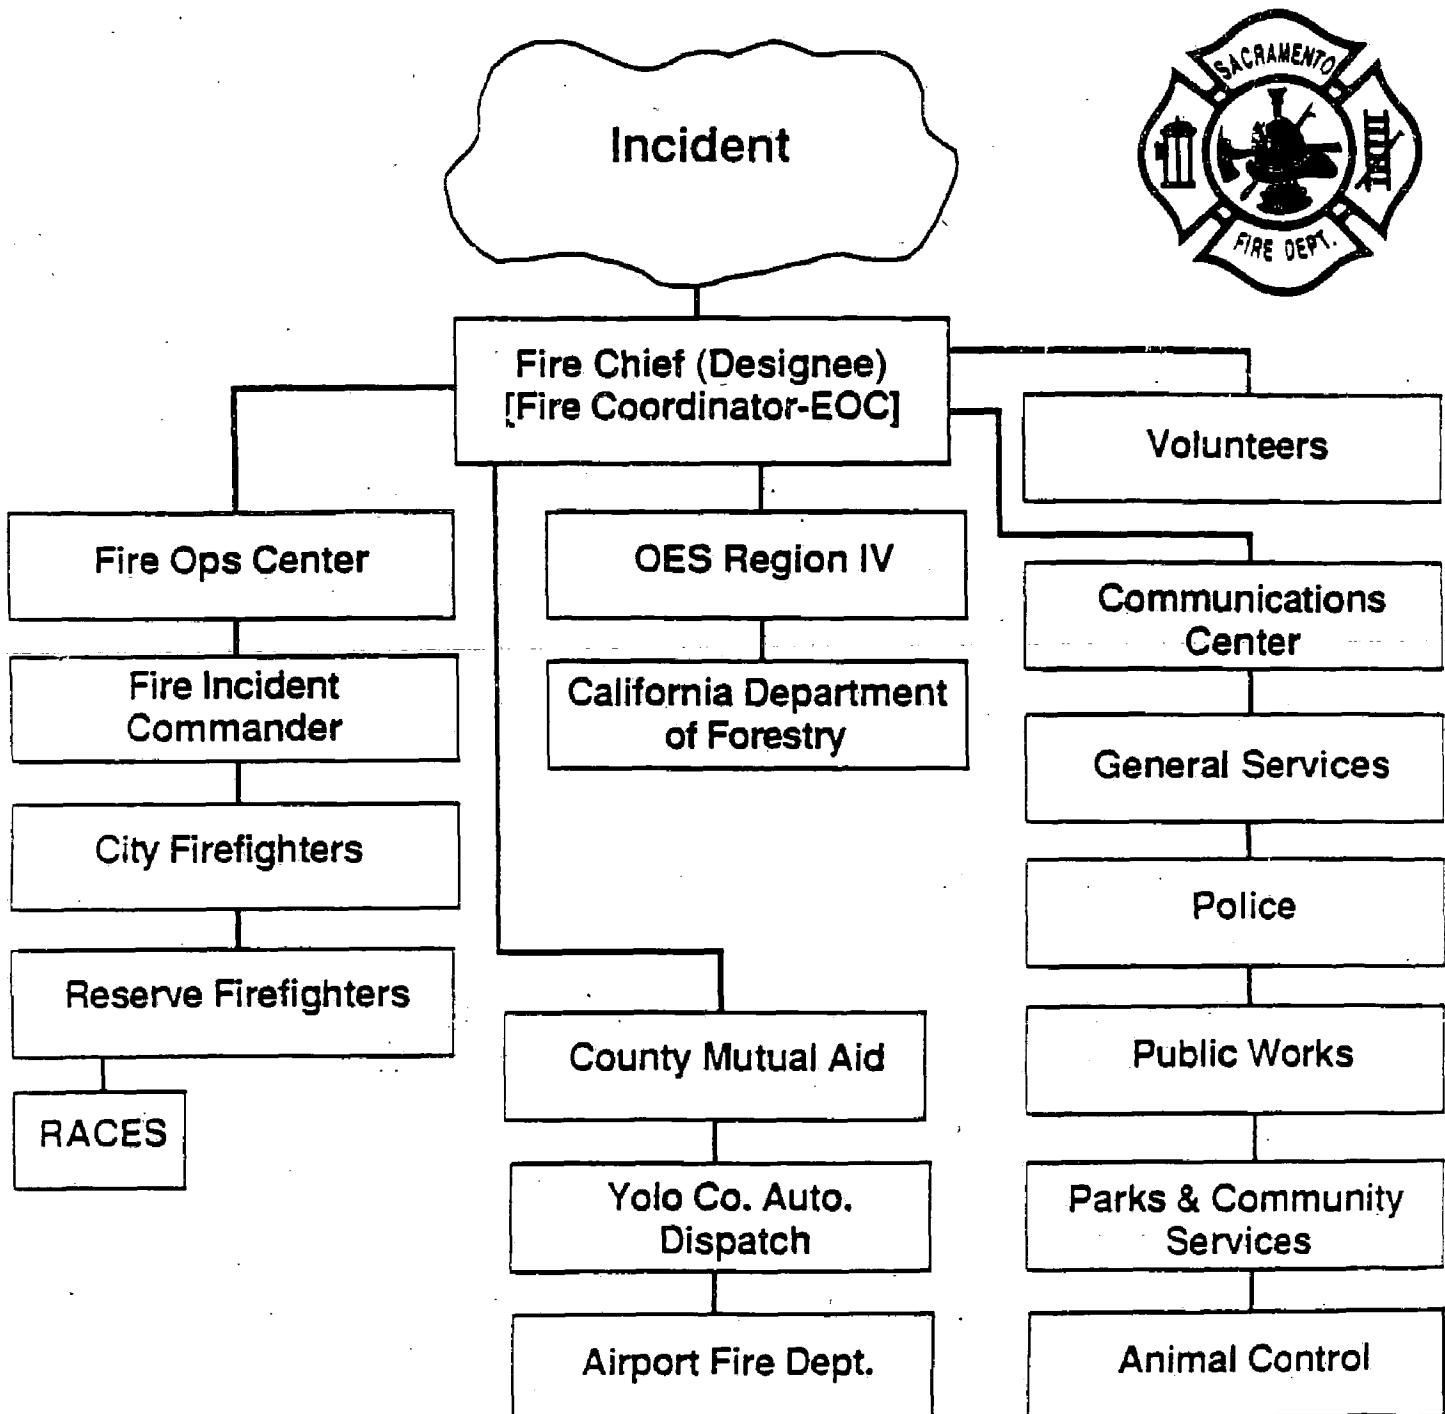 SACRAMENTO
FIRE DEPT.
Incident
Fire Chief (Designee)
[Fire Coordinator-EOC]
Volunteers
Fire Ops Center
OES Region IV
Communications
Center
Fire Incident
Commander
California Department
of Forestry
General Services
City Firefighters
Police
Reserve Firefighters
County Mutual Aid
Public Works
RACES
Yolo Co. Auto.
Dispatch
Parks & Community
Services
Airport Fire Dept.
Animal Control